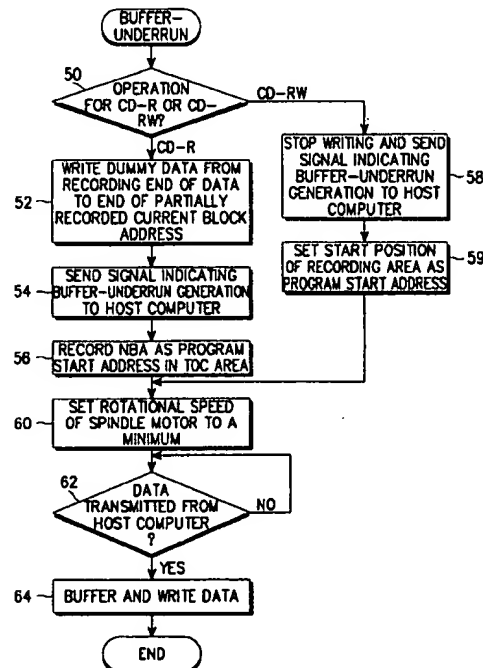 BUFFER-
UNDERRUN
50
OPERATION
FOR CD-R OR CD-
RW?
CD-RW
CD-R
52
WRITE DUMMY DATA FROM
RECORDING END OF DATA
TO END OF PARTIALLY
RECORDED CURRENT BLOCK
ADDRESS
STOP WRITING AND SEND
SIGNAL INDICATING
BUFFER-UNDERRUN
GENERATION TO HOST
COMPUTER
58
54
SEND SIGNAL INDICATING
BUFFER-UNDERRUN GENERATION
TO HOST COMPUTER
SET START POSITION
OF RECORDING AREA AS
PROGRAM START ADDRESS
59
56
RECORD NBA AS PROGRAM
START ADDRESS IN TOC AREA
60
SET ROTATIONAL SPEED
OF SPINDLE MOTOR TO A
MINIMUM
62
DATA
TRANSMITTED FROM
HOST COMPUTER
?
NO
YES
64
BUFFER AND WRITE DATA
END